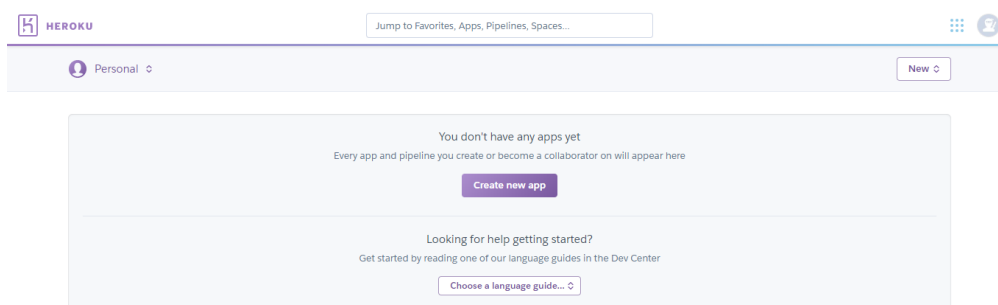 HEROKU
Jump to Favorites, Apps, Pipelines, Spaces...
Personal
New
You don't have any apps yet
Every app and pipeline you create or become a collaborator on will appear here
Create new app
Looking for help getting started?
Get started by reading one of our language guides in the Dev Center
Choose a language guide...